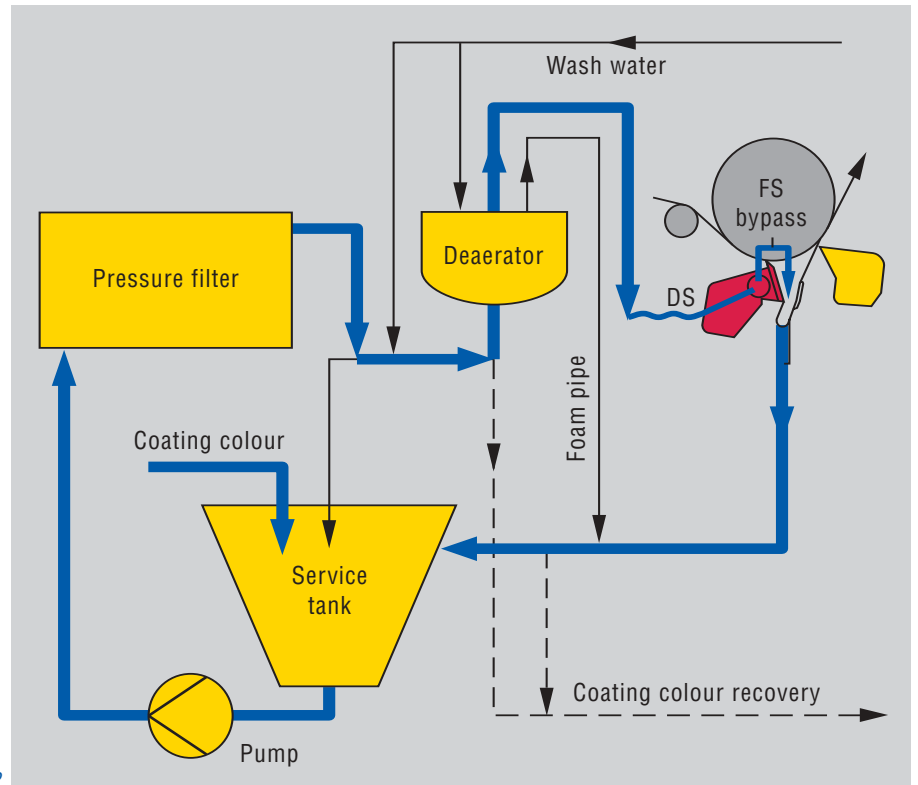 Wash water
FS
bypass
Pressure filter
Deaerator
DS
Foam pipe
Coating colour
Service
tank
Coating colour recovery
Pump